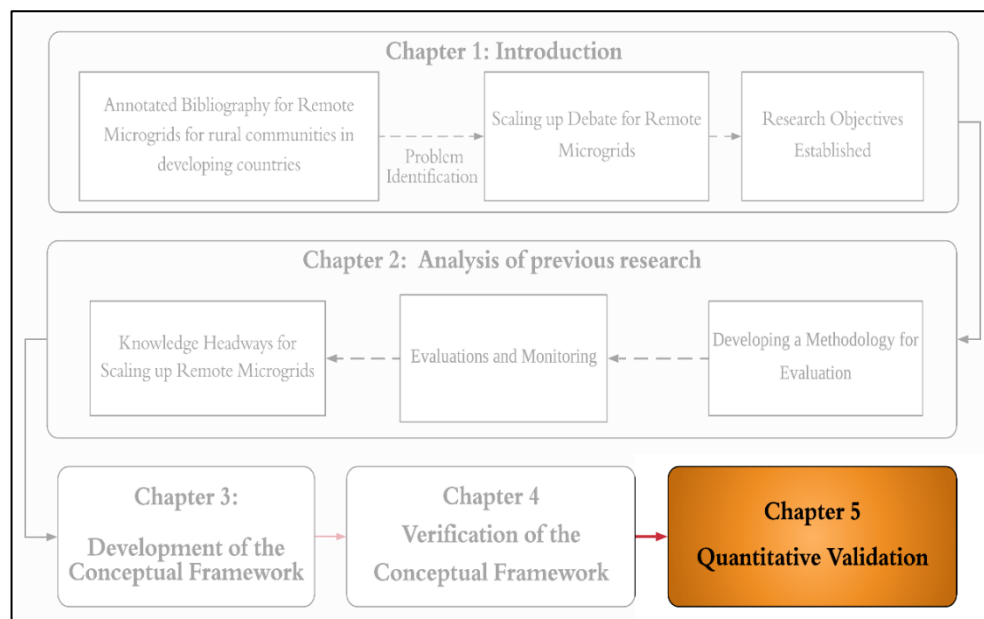 Chapter 1: Introduction
Annotated Bibliography for Remote
Microgrids for rural communities in
developing countries
Problem
Identification
Scaling up Debate for Remote
Microgrids
Research Objectives
Established
Chapter 2: Analysis of previous research
Developing a Methodology for
Evaluation
Evaluations and Monitoring
Knowledge Headways for
Scaling up Remote Microgrids
Chapter 3:
Development of the
Conceptual Framework
Chapter 4
Verification of the
Conceptual Framework
Chapter 5
Quantitative Validation